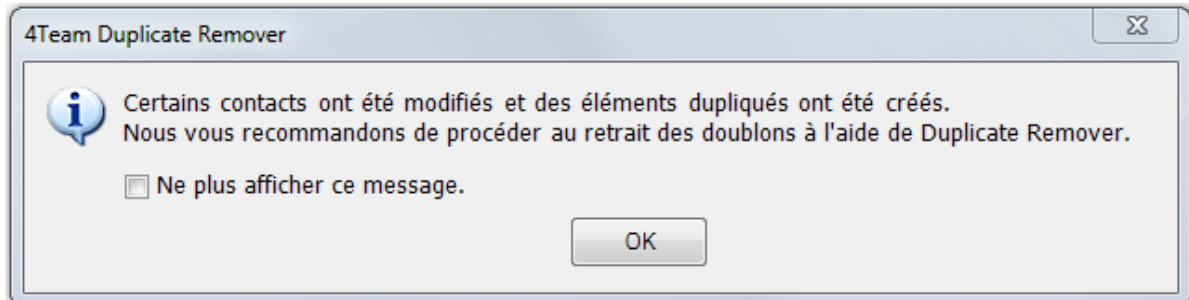 4Team Duplicate Remover
Certains contacts ont été modifiés et des éléments dupliqués ont été créés.
Nous vous recommandons de procéder au retrait des doublons à l'aide de Duplicate Remover.
Ne plus afficher ce message.
OK